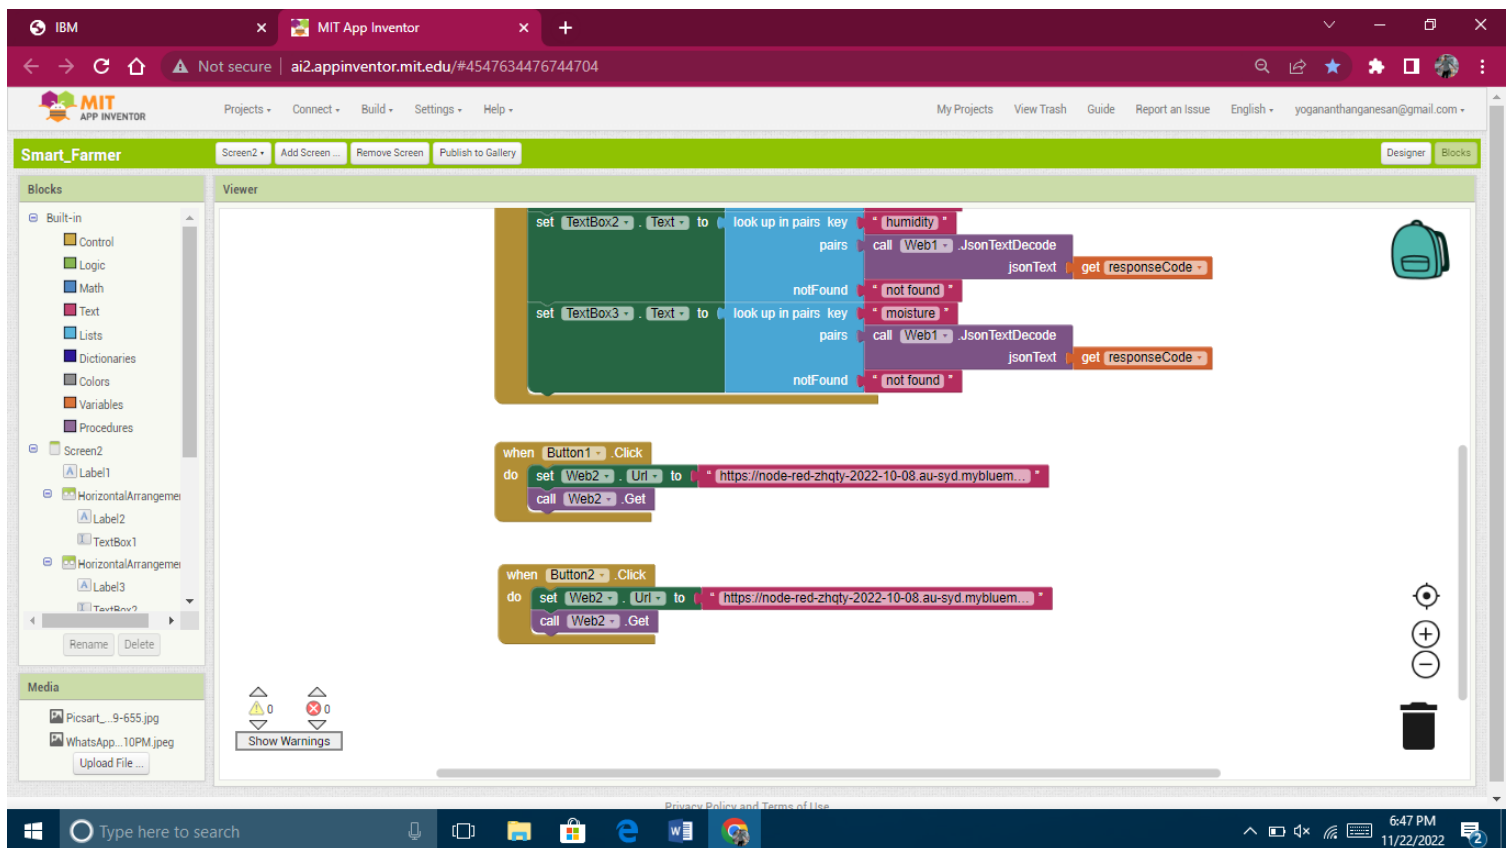 IBM
MIT App Inventor
Not secure | ai2.appinventor.mit.edu/#4547634476744704
MIT
APP INVENTOR
Projects Connect Build Settings Help My Projects View Trash Guide Report an Issue English yogananthanganesan@gmail.com
Smart_Farmer Screen2 Add Screen ... Remove Screen Publish to Gallery Designer Blocks
Blocks
Built-in
Control
Logic
Math
Text
Lists
Dictionaries
Colors
Variables
Procedures
Screen2
Label1
HorizontalArrangemen
Label2
TextBox1
HorizontalArrangemen
Label3
TextBox2
Rename Delete
Media
Picsart_...9-655.jpg
WhatsApp...10PM.jpeg
Upload File ...
Viewer
set TextBox2 . Text to look up in pairs key " humidity "
pairs call Web1 .JsonTextDecode
jsonText get responseCode
notFound " not found "
set TextBox3 . Text to look up in pairs key " moisture "
pairs call Web1 .JsonTextDecode
jsonText get responseCode
notFound " not found "
when Button1 .Click
do set Web2 . Url to " https://node-red-zhqty-2022-10-08.au-syd.mybluem... "
call Web2 .Get
when Button2 .Click
do set Web2 . Url to " https://node-red-zhqty-2022-10-08.au-syd.mybluem... "
call Web2 .Get
0 0
Show Warnings
Privacy Policy and Terms of Use
Type here to search
6:47 PM
11/22/2022
2